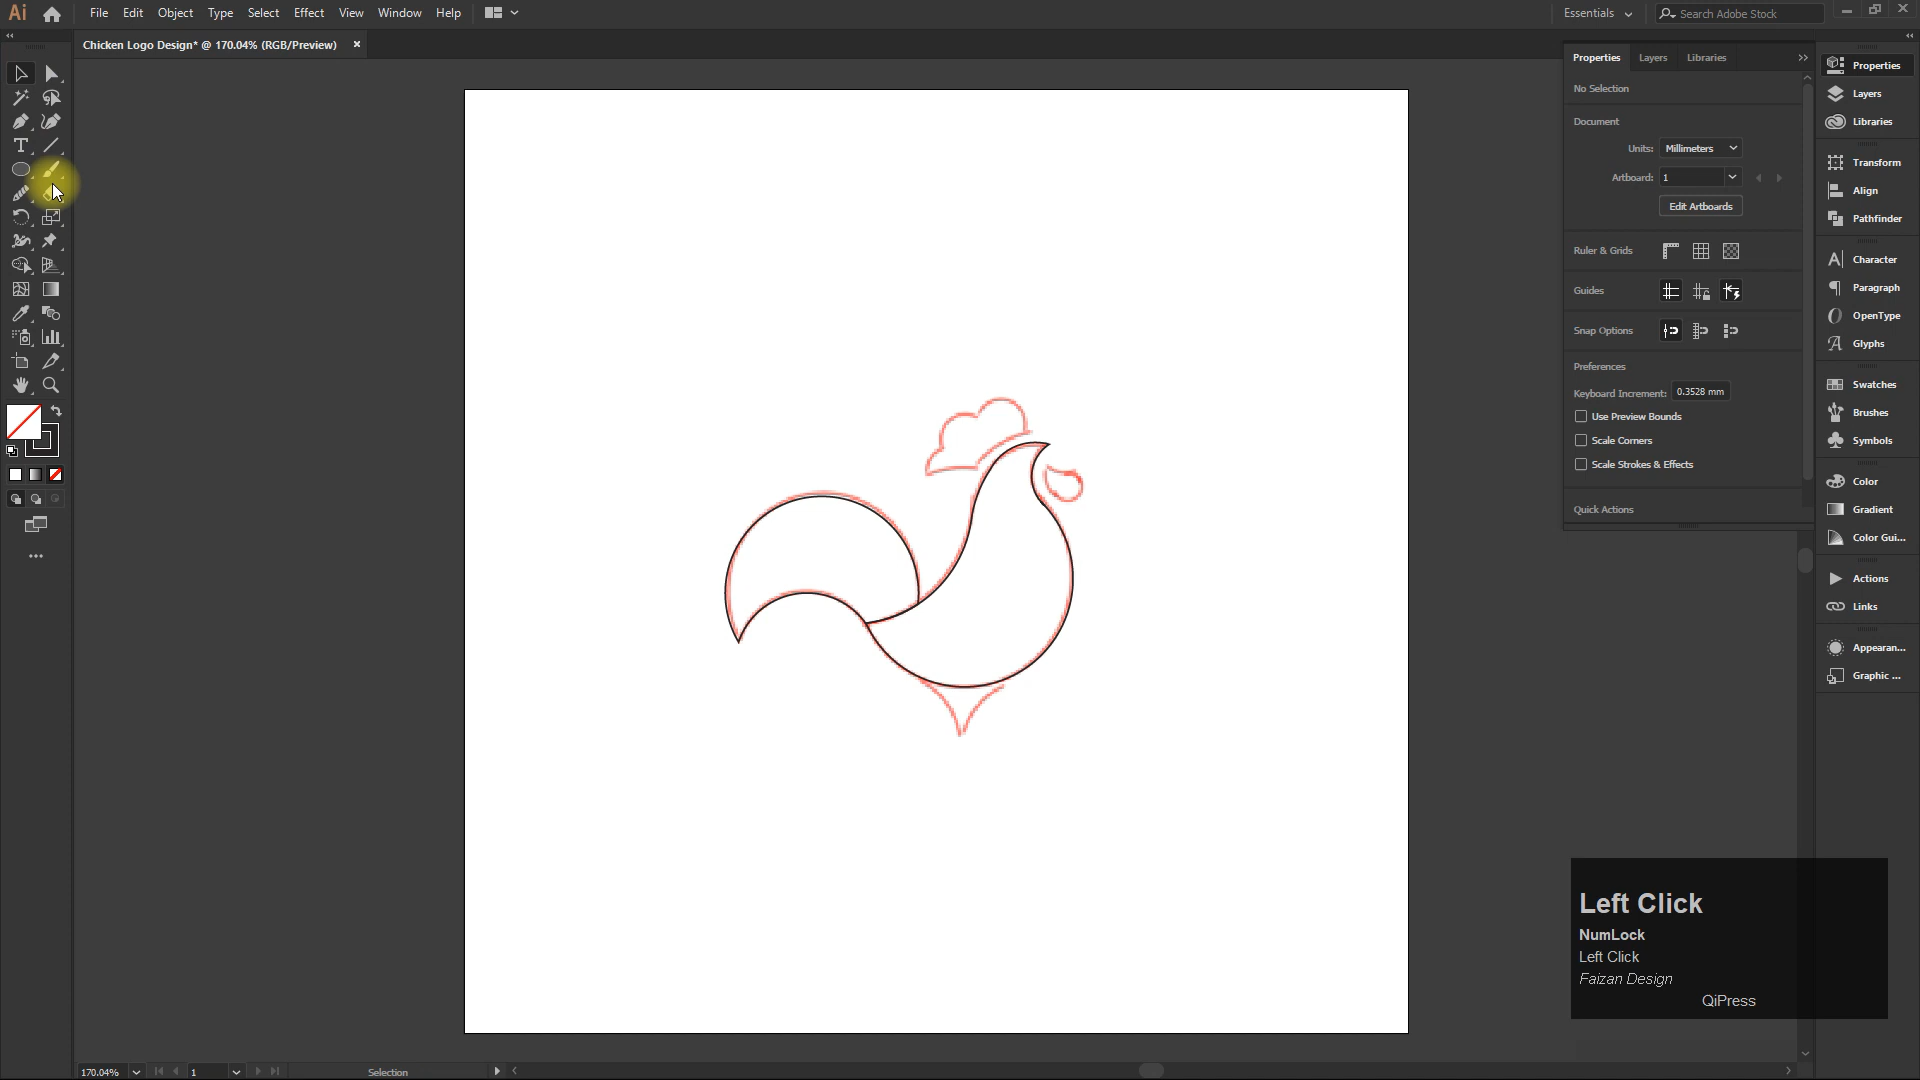 Ai File Edit Object Type Select Effect View Window Help Essentials Search Adobe Stock
Chicken Logo Design* @ 170.04% (RGB/Preview)
Properties Layers Libraries
No Selection
Document
Units: Millimeters
Artboard: 1
Edit Artboards
Ruler & Grids
Guides
Snap Options
Preferences
Keyboard Increment: 0.3528 mm
Use Preview Bounds
Scale Corners
Scale Strokes & Effects
Quick Actions
Properties
Layers
Libraries
Transform
Align
Pathfinder
Character
Paragraph
OpenType
Glyphs
Swatches
Brushes
Symbols
Color
Gradient
Color Gui...
Actions
Links
Appearan...
Graphic ...
Left Click
NumLock
Left Click
Faizan Design
QiPress
170.04% 1 Selection